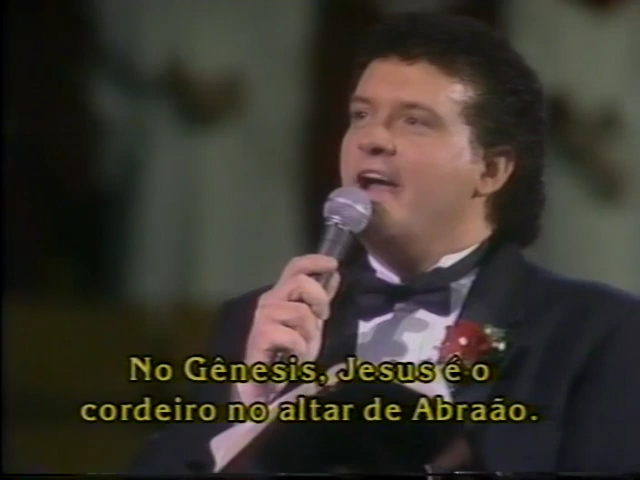 No Gênesis, Jesus é o
cordeiro no altar de Abraão.